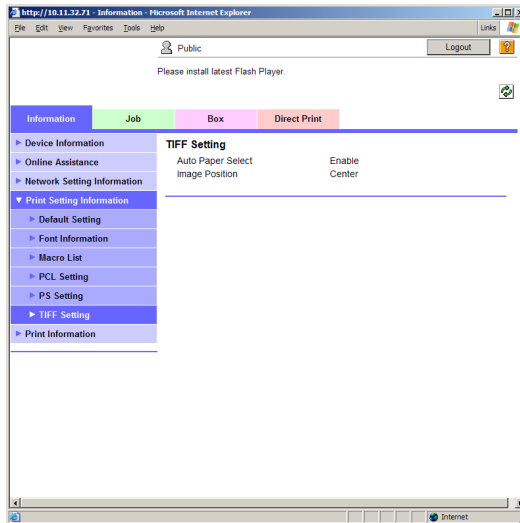 http://10.11.32.71 - Information - Microsoft Internet Explorer
File Edit View Favorites Tools Help
Links
Public
Logout
Please install latest Flash Player.
Information
Job
Box
Direct Print
Device Information
Online Assistance
Network Setting Information
Print Setting Information
Default Setting
Font Information
Macro List
PCL Setting
PS Setting
TIFF Setting
Print Information
TIFF Setting
Auto Paper Select Enable
Image Position Center
Internet